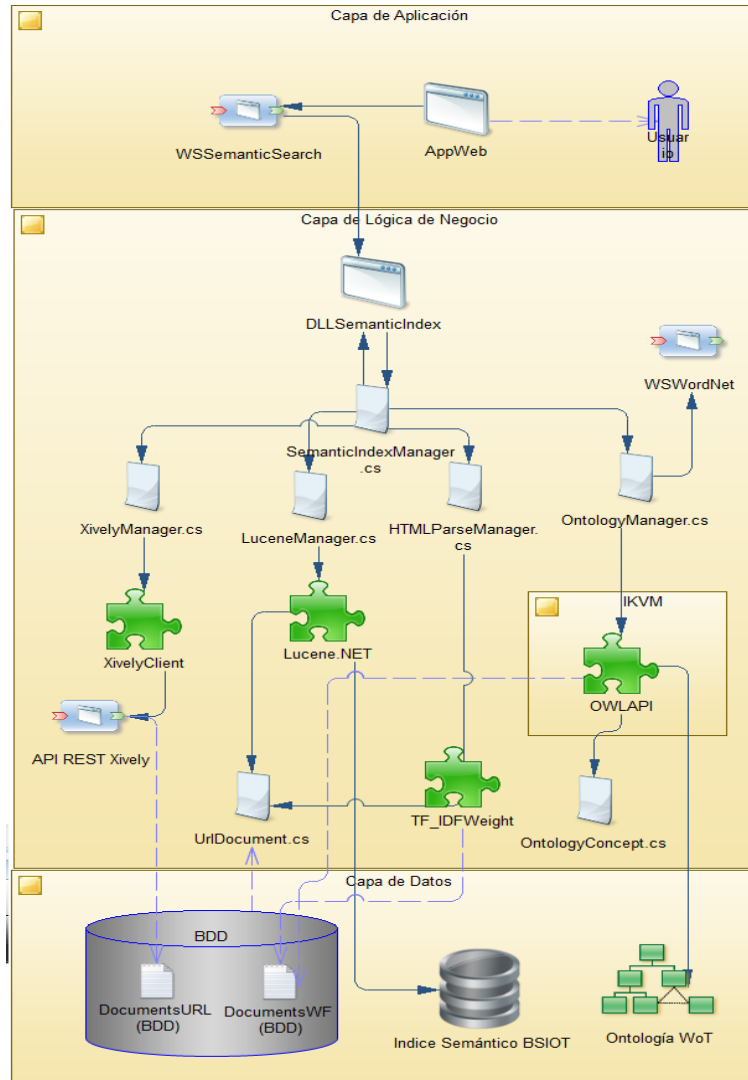 Capa de Aplicación
WSSemanticSearch
AppWeb
Usuar
io
Capa de Lógica de Negocio
DLLSemanticIndex
WSWordNet
SemanticIndexManager
.cs
XivelyManager.cs
LuceneManager.cs
HTMLParseManager.
cs
OntologyManager.cs
IKVM
XivelyClient
Lucene.NET
OWLAPI
API REST Xively
UrlDocument.cs
TF_IDFWeight
OntologyConcept.cs
Capa de Datos
BDD
DocumentsURL
(BDD)
DocumentsWF
(BDD)
Indice Semántico BSIOT
Ontología WoT